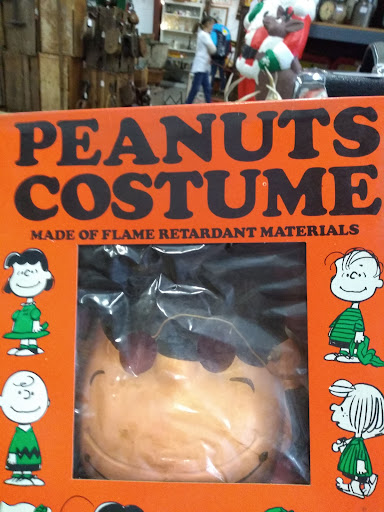 PEANUTS
COSTUME
MADE OF FLAME RETARDANT MATERIALS